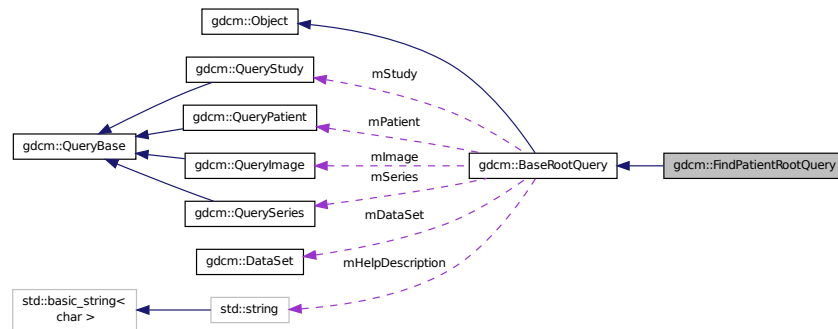 gdcm::Object
gdcm::QueryStudy
mStudy
gdcm::QueryPatient
mPatient
gdcm::QueryBase
gdcm::QueryImage
mImage
gdcm::BaseRootQuery
gdcm::FindPatientRootQuery
mSeries
gdcm::QuerySeries
mDataSet
gdcm::DataSet
mHelpDescription
std::basic_string<
char >
std::string